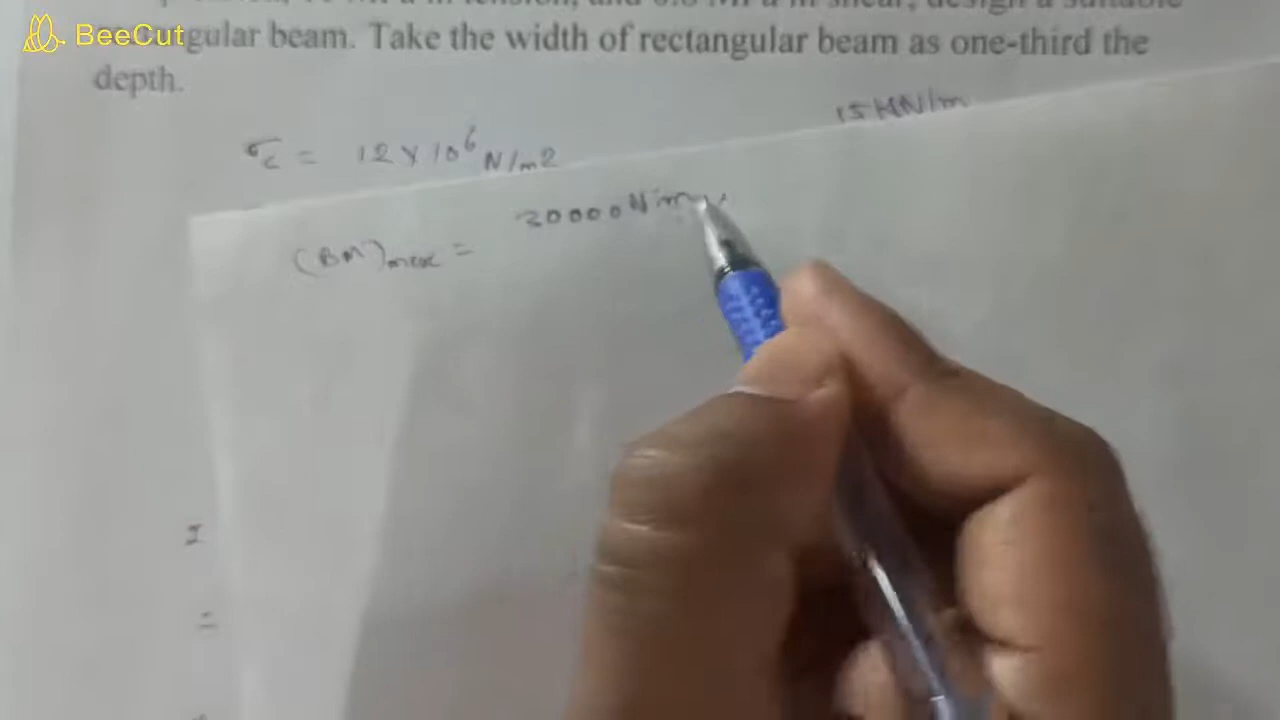 BeeCut
gular beam. Take the width of rectangular beam as one-third the
depth.
15 KN/m
σc = 12 × 10⁶ N/m2
30000 N·m
(BM)max =
I
=